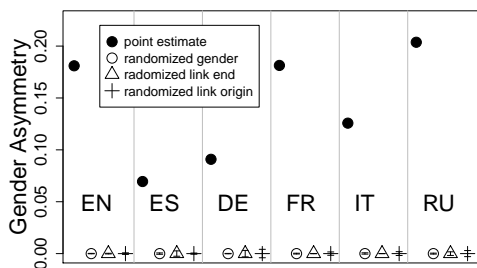 Gender Asymmetry
0.00
0.05
0.10
0.15
0.20
point estimate
randomized gender
radomized link end
randomized link origin
EN ES DE FR IT RU